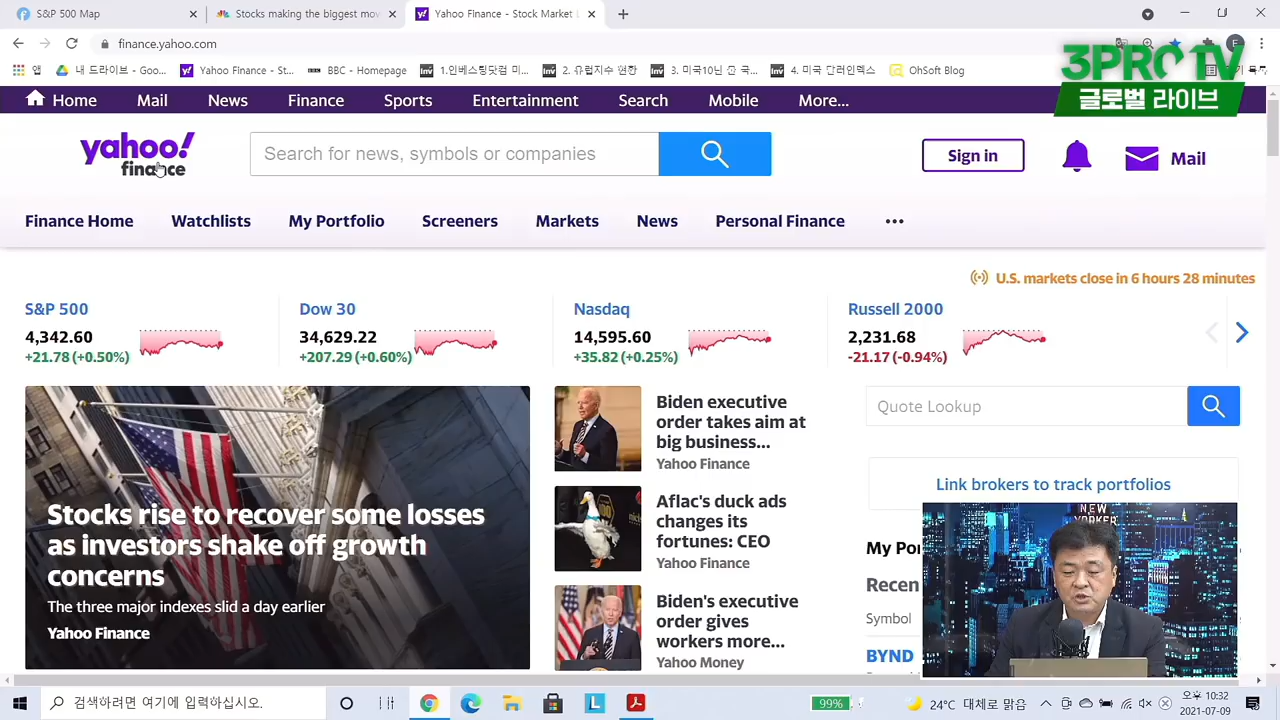 S&P 500 Map
Stocks making the biggest mov
Yahoo Finance - Stock Market L
finance.yahoo.com
앱
내 드라이브 - Goo...
Yahoo Finance - St...
BBC - Homepage
1.인베스팅닷컴 -...
2. 슈럽지수 현황
3. 미국10년 만 국...
4. 미국 달러인덱스
OhSoft Blog
3PRO TV
글로벌 라이브
Home
Mail
News
Finance
Sports
Entertainment
Search
Mobile
More...
yahoo!
finance
Search for news, symbols or companies
Sign in
Mail
Finance Home
Watchlists
My Portfolio
Screeners
Markets
News
Personal Finance
U.S. markets close in 6 hours 28 minutes
S&P 500
4,342.60
+21.78 (+0.50%)
Dow 30
34,629.22
+207.29 (+0.60%)
Nasdaq
14,595.60
+35.82 (+0.25%)
Russell 2000
2,231.68
-21.17 (-0.94%)
Stocks rise to recover some losses
as investors shake off growth
concerns
The three major indexes slid a day earlier
Yahoo Finance
Biden executive
order takes aim at
big business...
Yahoo Finance
Aflac's duck ads
changes its
fortunes: CEO
Yahoo Finance
Biden's executive
order gives
workers more...
Yahoo Money
Quote Lookup
Link brokers to track portfolios
My Por
Recen
Symbol
BYND
NEW
YORKER
검색하려면 여기에 입력하십시오.
99%
24°C 대체로 맑음
오후 10:32
2021-07-09